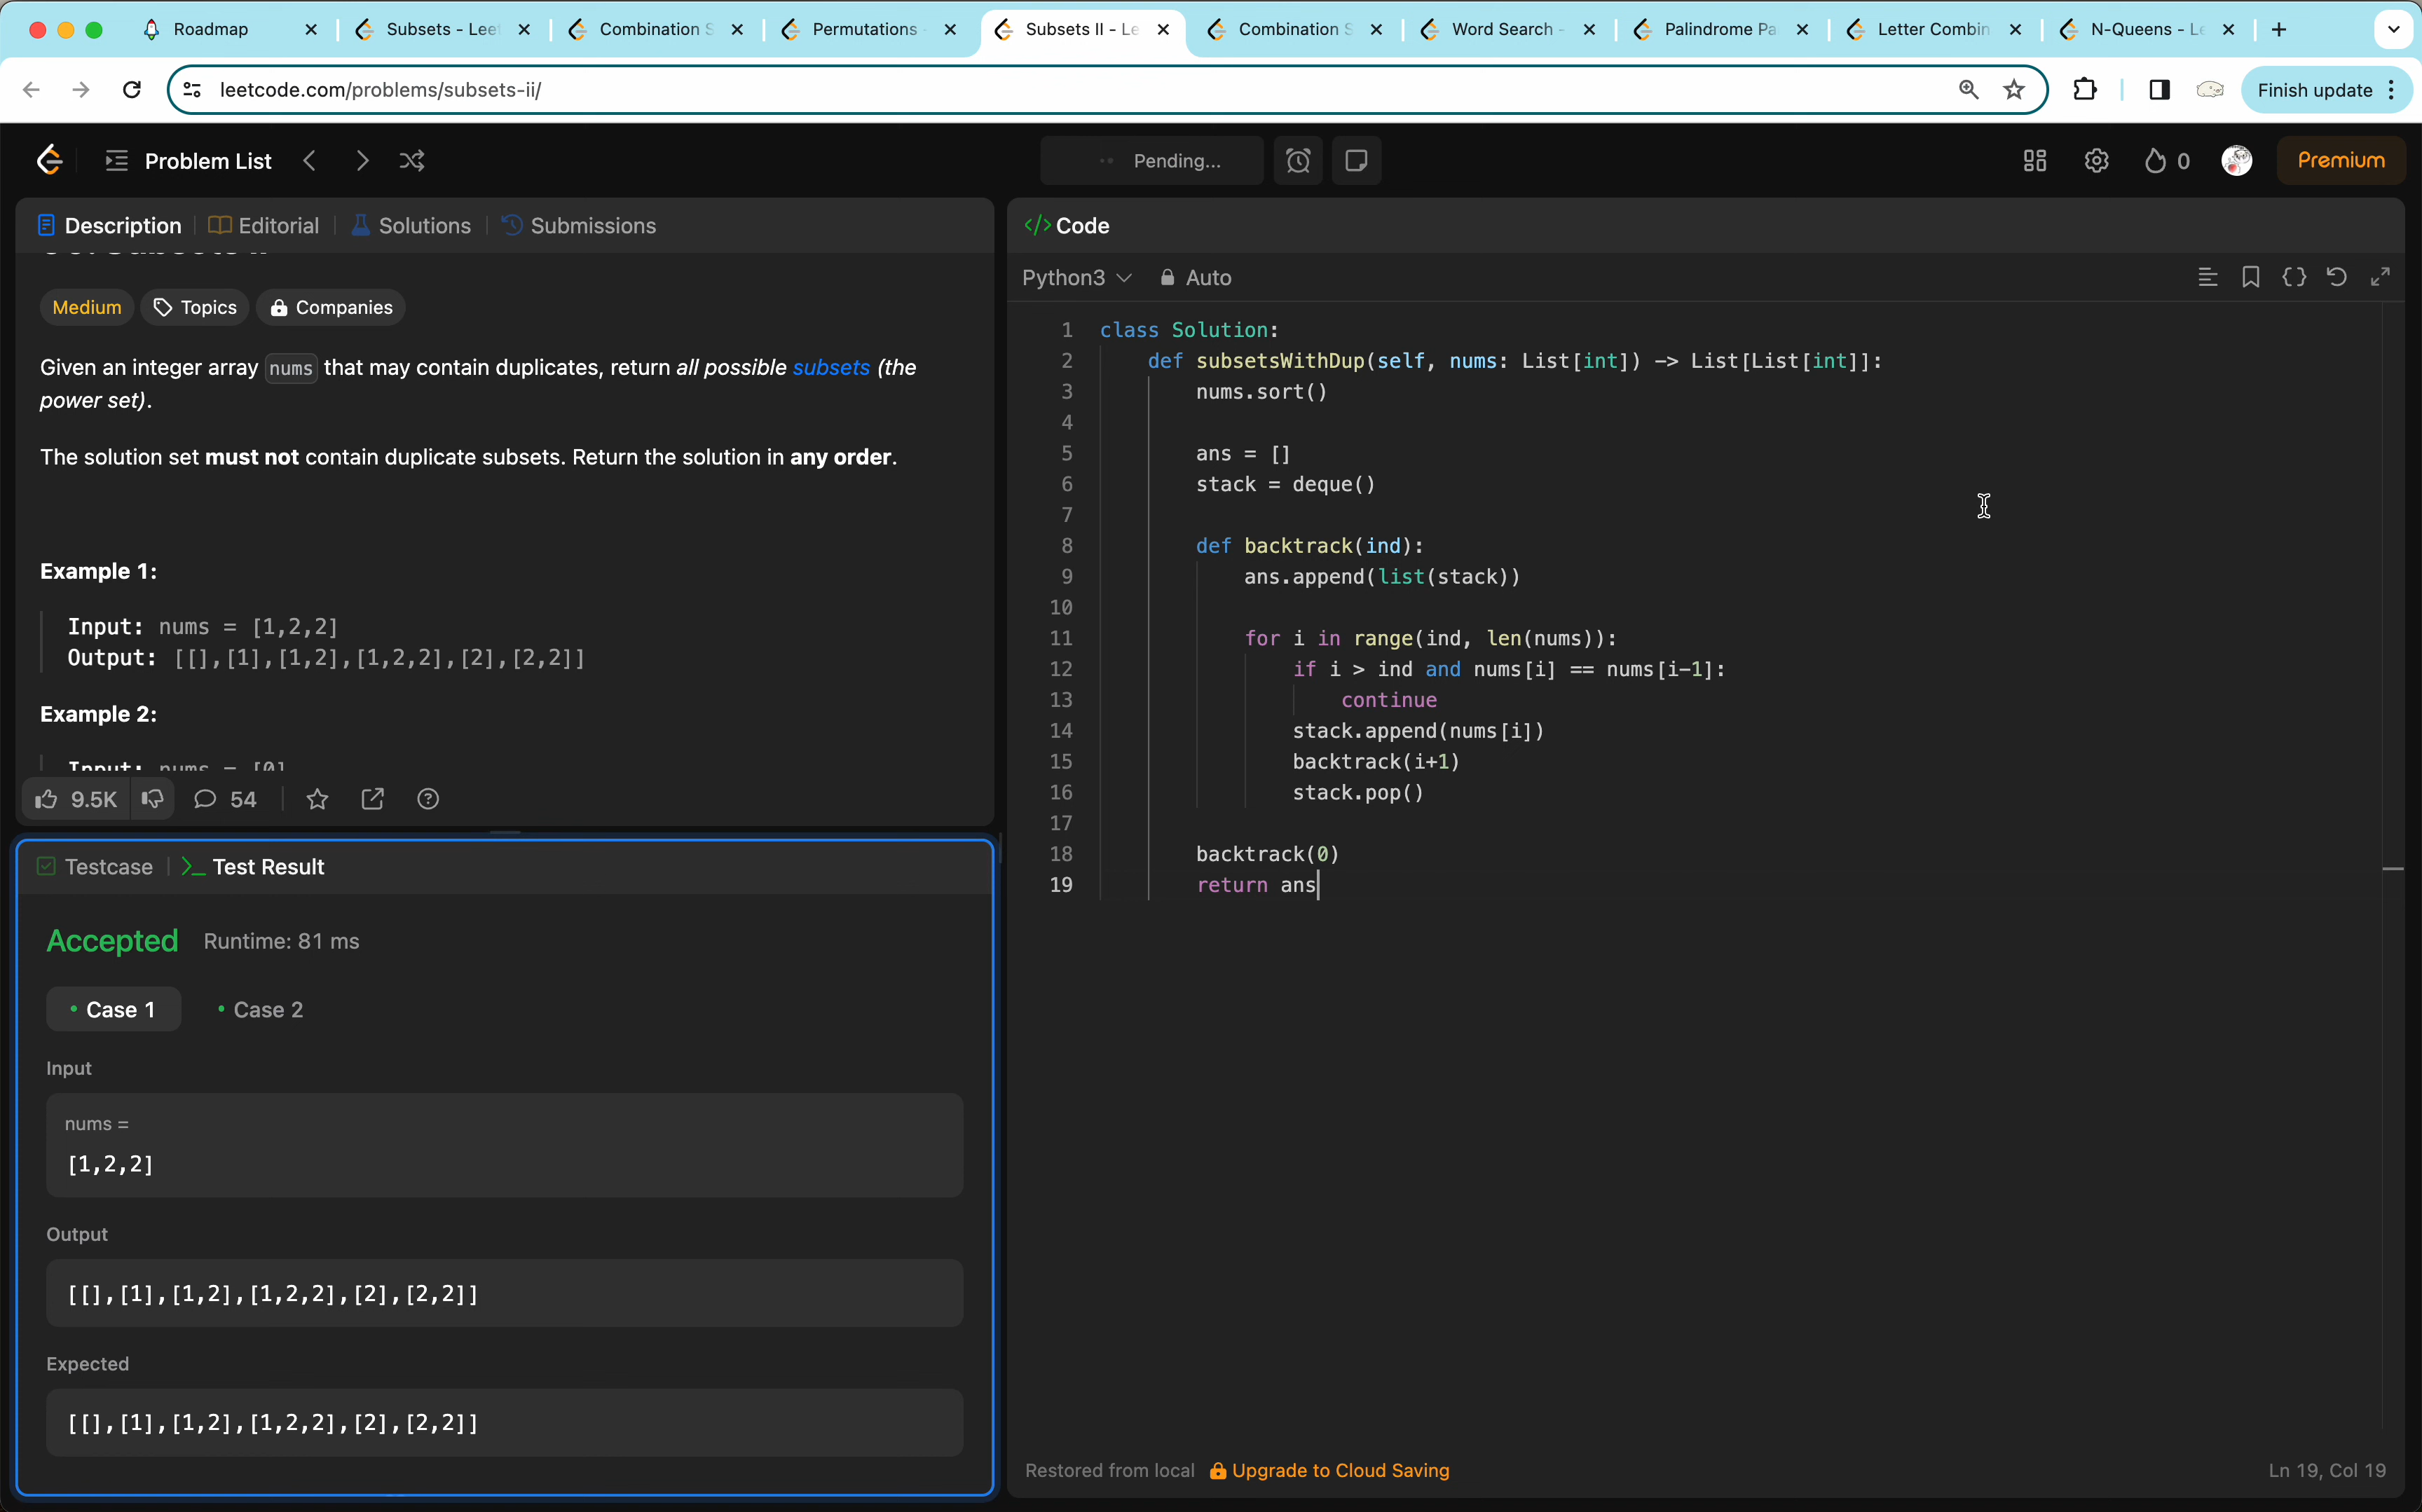 Roadmap
Subsets - Leet
Combination S
Permutations -
Subsets II - Le
Combination S
Word Search -
Palindrome Pa
Letter Combin
N-Queens - Le
leetcode.com/problems/subsets-ii/
Finish update
Problem List
Pending...
0
Premium
Description
Editorial
Solutions
Submissions
Medium
Topics
Companies
Given an integer array nums that may contain duplicates, return all possible subsets (the
power set).
The solution set must not contain duplicate subsets. Return the solution in any order.
Example 1:
Input: nums = [1,2,2]
Output: [[],[1],[1,2],[1,2,2],[2],[2,2]]
Example 2:
Input: nums = [0]
9.5K
54
Testcase
Test Result
Accepted Runtime: 81 ms
Case 1
Case 2
Input
nums =
[1,2,2]
Output
[[],[1],[1,2],[1,2,2],[2],[2,2]]
Expected
[[],[1],[1,2],[1,2,2],[2],[2,2]]
</> Code
Python3
Auto
1 class Solution:
2 def subsetsWithDup(self, nums: List[int]) -> List[List[int]]:
3 nums.sort()
4
5 ans = []
6 stack = deque()
7
8 def backtrack(ind):
9 ans.append(list(stack))
10
11 for i in range(ind, len(nums)):
12 if i > ind and nums[i] == nums[i-1]:
13 continue
14 stack.append(nums[i])
15 backtrack(i+1)
16 stack.pop()
17
18 backtrack(0)
19 return ans
Restored from local
Upgrade to Cloud Saving
Ln 19, Col 19